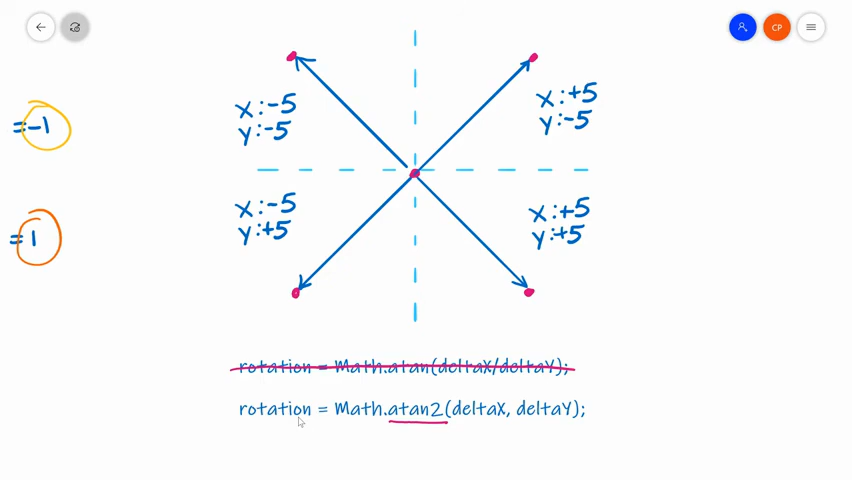 CP
x:-5
y:-5
x:+5
y:-5
=-1
x:-5
y:+5
x:+5
y:+5
=1
rotation = Math.atan(deltaX/deltaY);
rotation = Math.atan2(deltaX, deltaY);